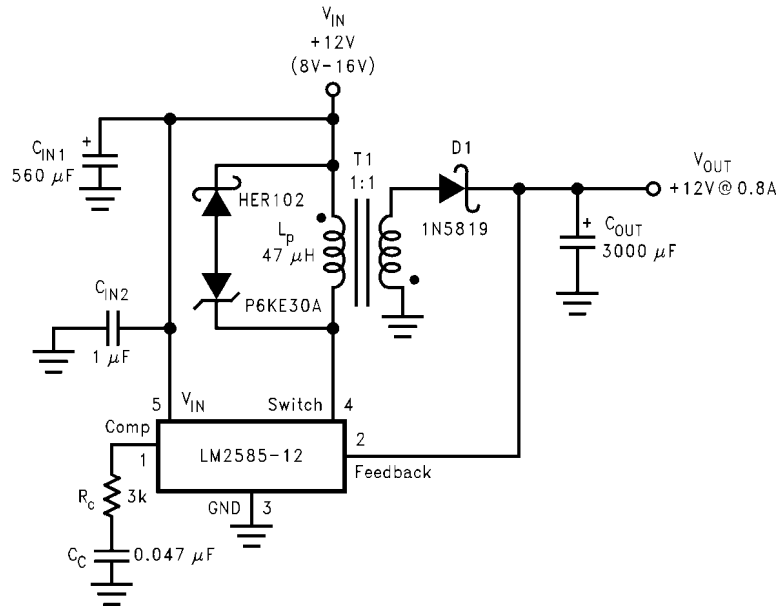 V_IN
+12V
(8V-16V)
C_IN1
560 μF
+
T1
1:1
D1
V_OUT
+12V@0.8A
HER102
L_p
47 μH
1N5819
+
C_OUT
3000 μF
P6KE30A
C_IN2
1 μF
5
V_IN
Switch
4
Comp
1
LM2585-12
2
Feedback
R_c
3k
GND
3
C_C
0.047 μF